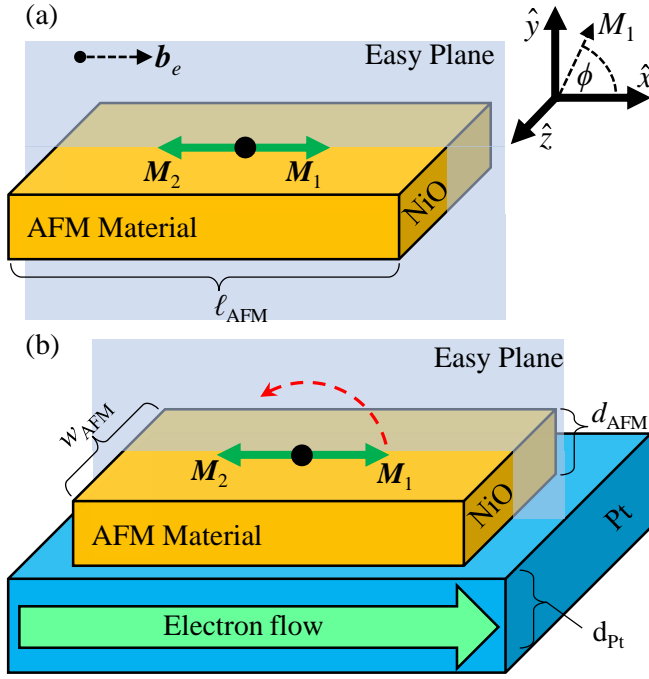 (a)
b_e
Easy Plane
ŷ
M_1
ϕ
x̂
ẑ
M_2
M_1
NiO
AFM Material
ℓ_AFM
(b)
Easy Plane
w_AFM
d_AFM
M_2
M_1
NiO
AFM Material
Pt
Electron flow
d_Pt